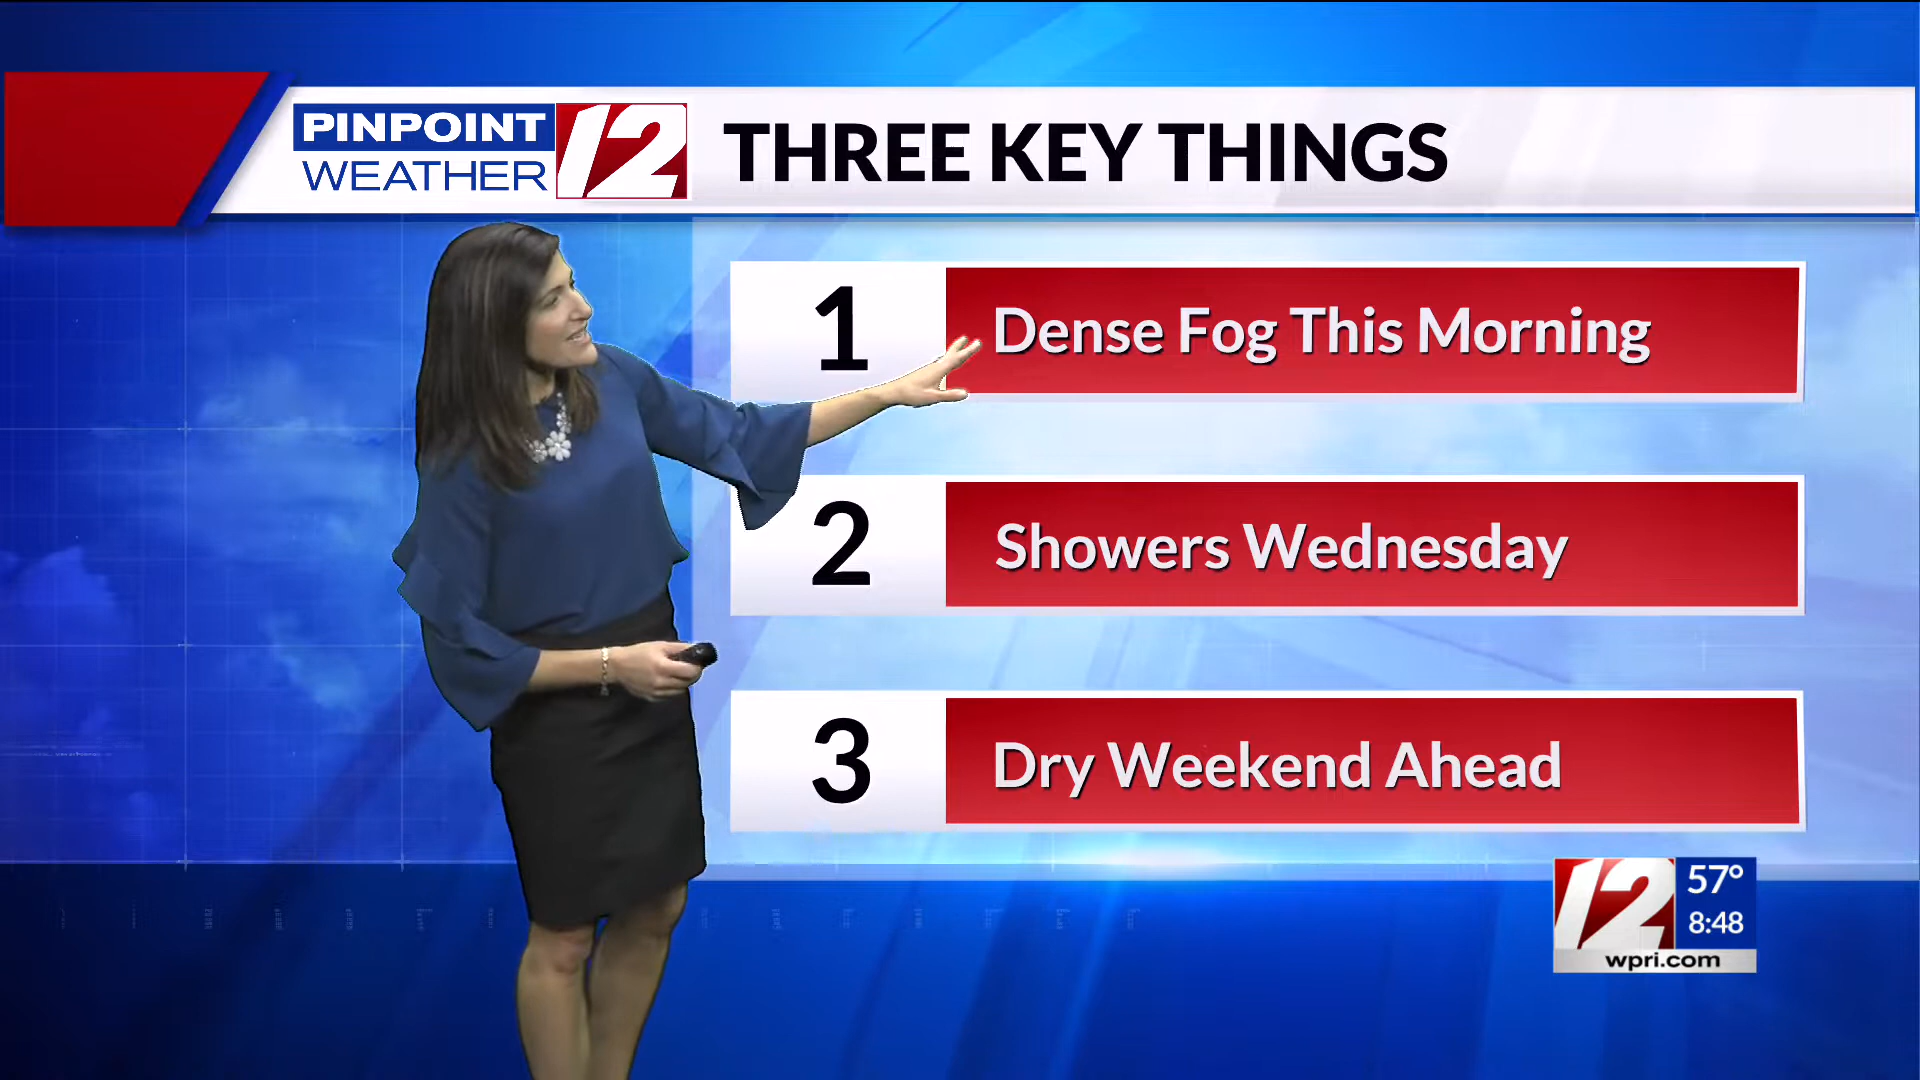 PINPOINT
WEATHER
12
THREE KEY THINGS
1
Dense Fog This Morning
2
Showers Wednesday
3
Dry Weekend Ahead
12
57°
8:48
wpri.com